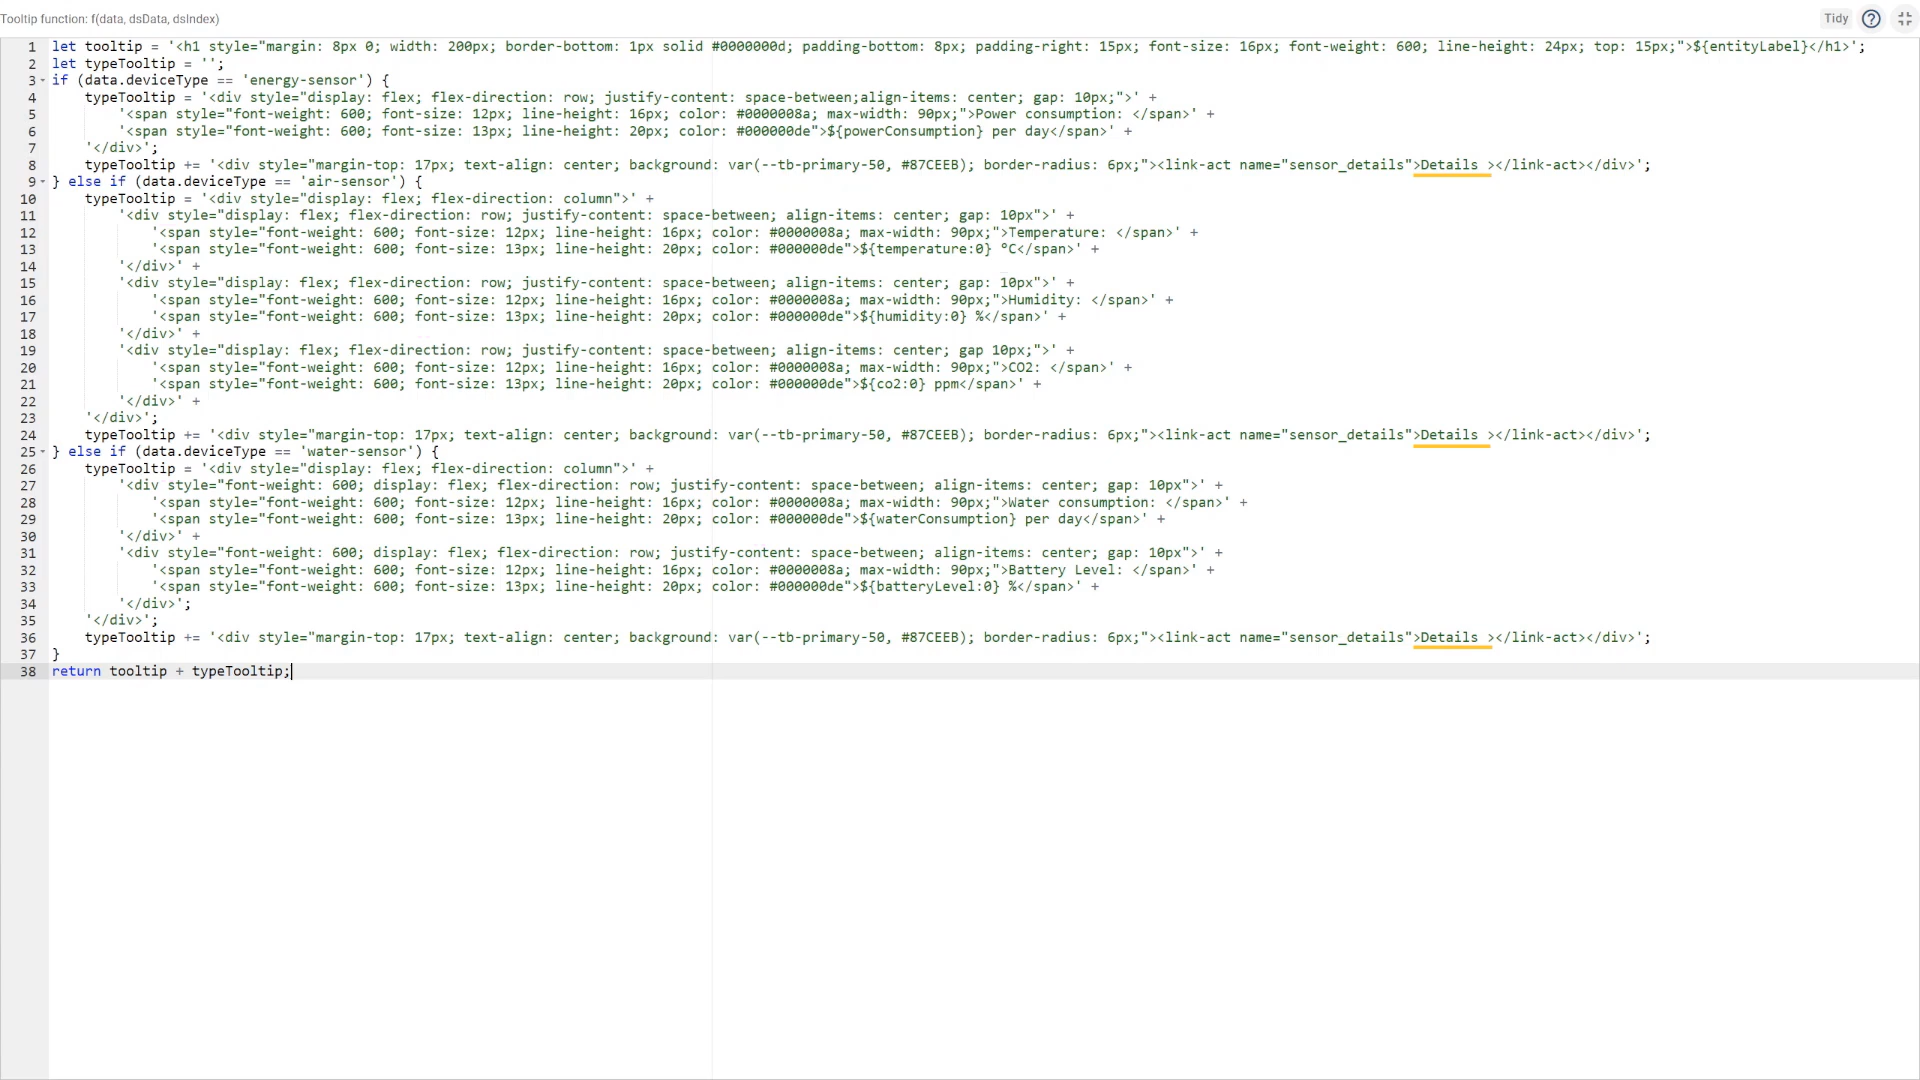 Tooltip function: f(data, dsData, dsIndex)
Tidy
1 let tooltip = '<h1 style="margin: 8px 0; width: 200px; border-bottom: 1px solid #0000000d; padding-bottom: 8px; padding-right: 15px; font-size: 16px; font-weight: 600; line-height: 24px; top: 15px;">${entityLabel}</h1>';
2 let typeTooltip = '';
3 if (data.deviceType == 'energy-sensor') {
4 typeTooltip = '<div style="display: flex; flex-direction: row; justify-content: space-between;align-items: center; gap: 10px;">' +
5 '<span style="font-weight: 600; font-size: 12px; line-height: 16px; color: #0000008a; max-width: 90px;">Power consumption: </span>' +
6 '<span style="font-weight: 600; font-size: 13px; line-height: 20px; color: #000000de">${powerConsumption} per day</span>' +
7 '</div>';
8 typeTooltip += '<div style="margin-top: 17px; text-align: center; background: var(--tb-primary-50, #87CEEB); border-radius: 6px;"><link-act name="sensor_details">Details ></link-act></div>';
9 } else if (data.deviceType == 'air-sensor') {
10 typeTooltip = '<div style="display: flex; flex-direction: column">' +
11 '<div style="display: flex; flex-direction: row; justify-content: space-between; align-items: center; gap: 10px">' +
12 '<span style="font-weight: 600; font-size: 12px; line-height: 16px; color: #0000008a; max-width: 90px;">Temperature: </span>' +
13 '<span style="font-weight: 600; font-size: 13px; line-height: 20px; color: #000000de">${temperature:0} °C</span>' +
14 '</div>' +
15 '<div style="display: flex; flex-direction: row; justify-content: space-between; align-items: center; gap: 10px">' +
16 '<span style="font-weight: 600; font-size: 12px; line-height: 16px; color: #0000008a; max-width: 90px;">Humidity: </span>' +
17 '<span style="font-weight: 600; font-size: 13px; line-height: 20px; color: #000000de">${humidity:0} %</span>' +
18 '</div>' +
19 '<div style="display: flex; flex-direction: row; justify-content: space-between; align-items: center; gap 10px;">' +
20 '<span style="font-weight: 600; font-size: 12px; line-height: 16px; color: #0000008a; max-width: 90px;">CO2: </span>' +
21 '<span style="font-weight: 600; font-size: 13px; line-height: 20px; color: #000000de">${co2:0} ppm</span>' +
22 '</div>' +
23 '</div>';
24 typeTooltip += '<div style="margin-top: 17px; text-align: center; background: var(--tb-primary-50, #87CEEB); border-radius: 6px;"><link-act name="sensor_details">Details ></link-act></div>';
25 } else if (data.deviceType == 'water-sensor') {
26 typeTooltip = '<div style="display: flex; flex-direction: column">' +
27 '<div style="font-weight: 600; display: flex; flex-direction: row; justify-content: space-between; align-items: center; gap: 10px">' +
28 '<span style="font-weight: 600; font-size: 12px; line-height: 16px; color: #0000008a; max-width: 90px;">Water consumption: </span>' +
29 '<span style="font-weight: 600; font-size: 13px; line-height: 20px; color: #000000de">${waterConsumption} per day</span>' +
30 '</div>' +
31 '<div style="font-weight: 600; display: flex; flex-direction: row; justify-content: space-between; align-items: center; gap: 10px">' +
32 '<span style="font-weight: 600; font-size: 12px; line-height: 16px; color: #0000008a; max-width: 90px;">Battery Level: </span>' +
33 '<span style="font-weight: 600; font-size: 13px; line-height: 20px; color: #000000de">${batteryLevel:0} %</span>' +
34 '</div>';
35 '</div>';
36 typeTooltip += '<div style="margin-top: 17px; text-align: center; background: var(--tb-primary-50, #87CEEB); border-radius: 6px;"><link-act name="sensor_details">Details ></link-act></div>';
37 }
38 return tooltip + typeTooltip;